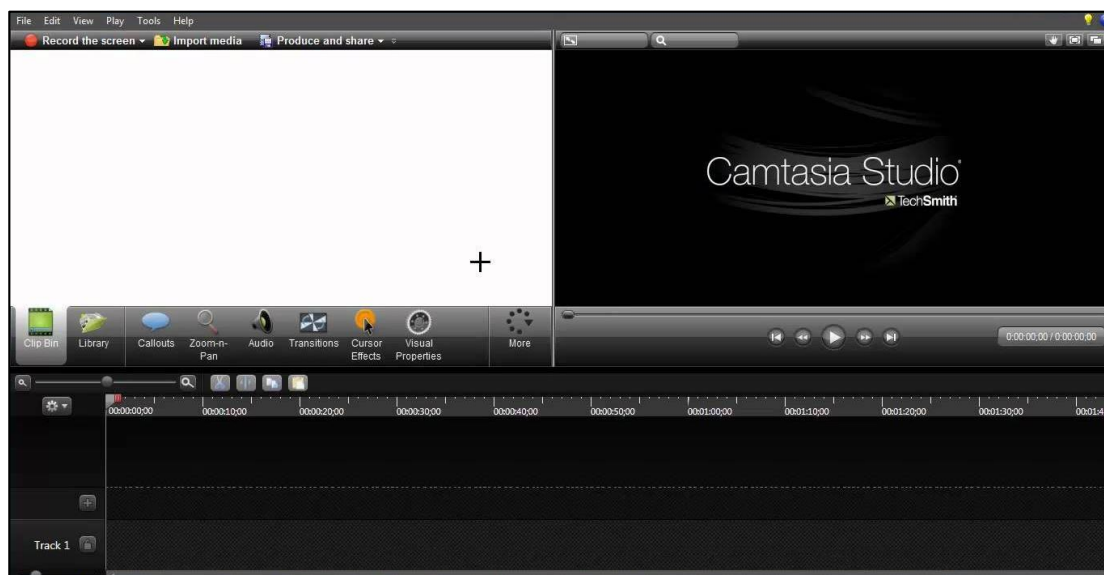 File Edit View Play Tools Help
Record the screen Import media Produce and share
Camtasia Studio
TechSmith
Clip Bin Library Callouts Zoom-n-Pan Audio Transitions Cursor Effects Visual Properties More
0:00:00;00 / 0:00:00;00
00:00:00;00 00:00:10;00 00:00:20;00 00:00:30;00 00:00:40;00 00:00:50;00 00:01:00;00 00:01:10;00 00:01:20;00 00:01:30;00 00:01:4
Track 1